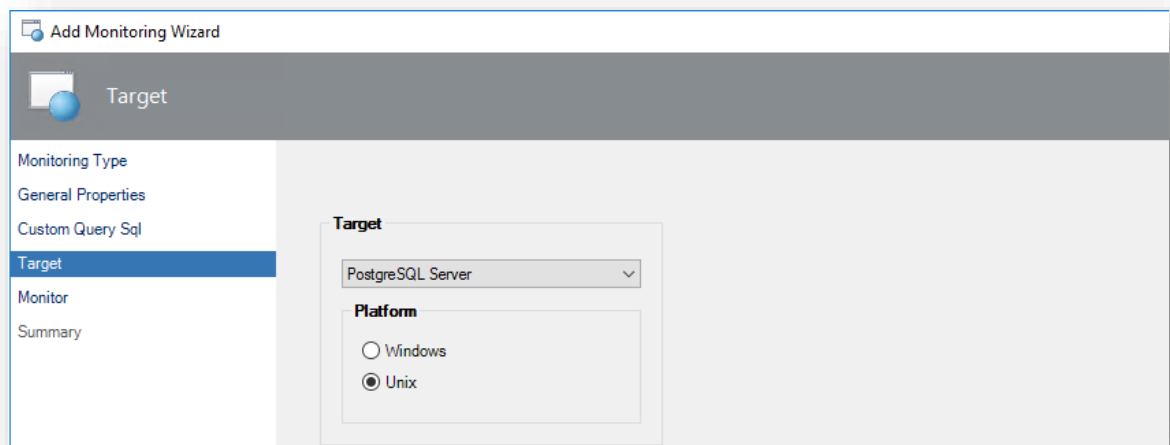 Add Monitoring Wizard
Target
Monitoring Type
General Properties
Custom Query Sql
Target
Monitor
Summary
Target
PostgreSQL Server
Platform
Windows
Unix